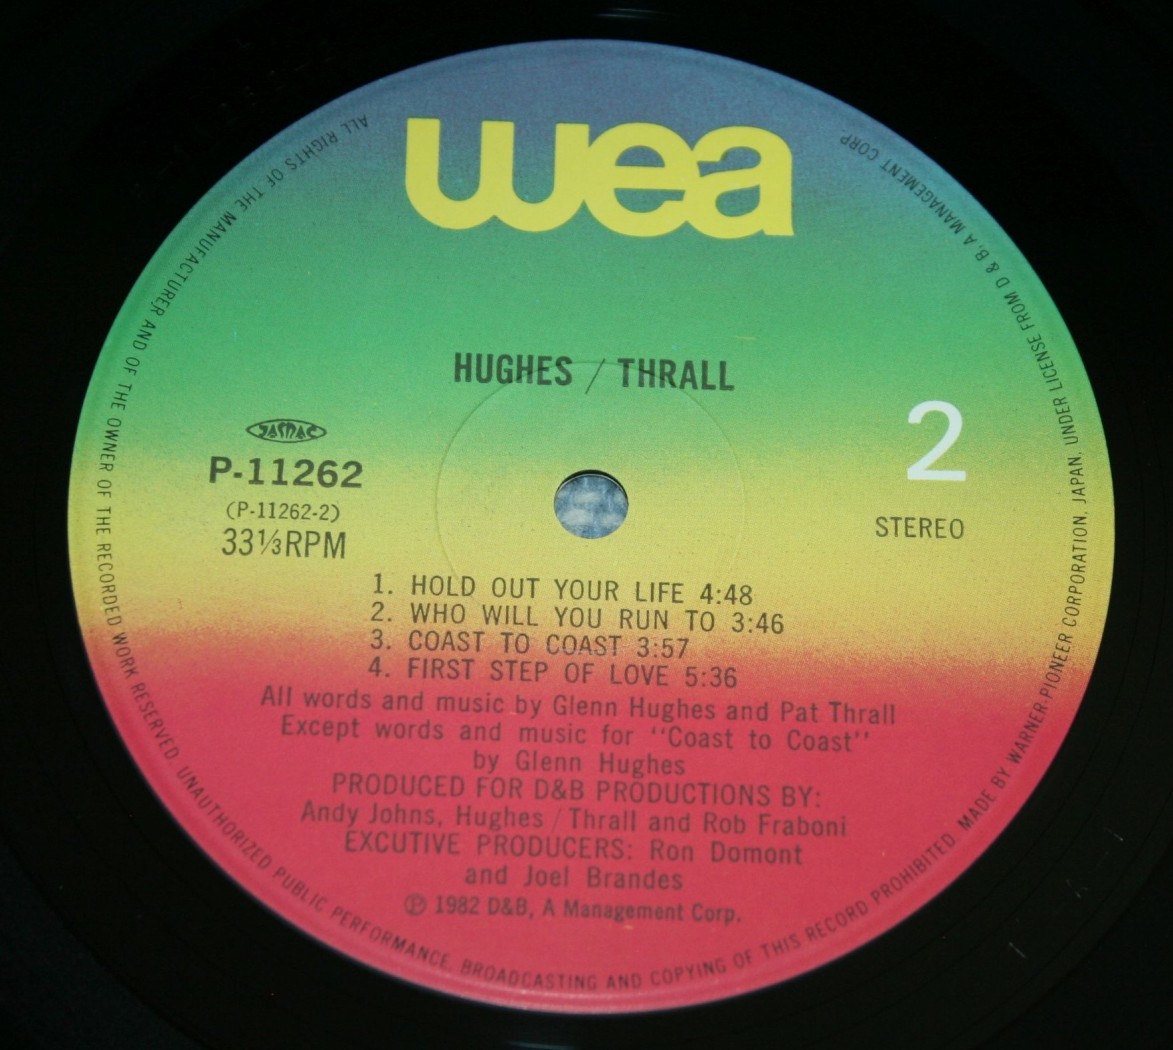 wea
HUGHES / THRALL
JASRAC
P-11262
(P-11262-2)
33⅓RPM
2
STEREO
1. HOLD OUT YOUR LIFE 4:48
2. WHO WILL YOU RUN TO 3:46
3. COAST TO COAST 3:57
4. FIRST STEP OF LOVE 5:36
All words and music by Glenn Hughes and Pat Thrall
Except words and music for "Coast to Coast"
by Glenn Hughes
PRODUCED FOR D&B PRODUCTIONS BY:
Andy Johns, Hughes / Thrall and Rob Fraboni
EXCUTIVE PRODUCERS: Ron Domont
and Joel Brandes
℗ 1982 D&B, A Management Corp.
ALL RIGHTS OF THE MANUFACTURER AND OF THE OWNER OF THE RECORDED WORK RESERVED. UNAUTHORIZED PUBLIC PERFORMANCE, BROADCASTING AND COPYING OF THIS RECORD PROHIBITED. MADE BY WARNER-PIONEER CORPORATION, JAPAN, UNDER LICENSE FROM D & B, A MANAGEMENT CORP